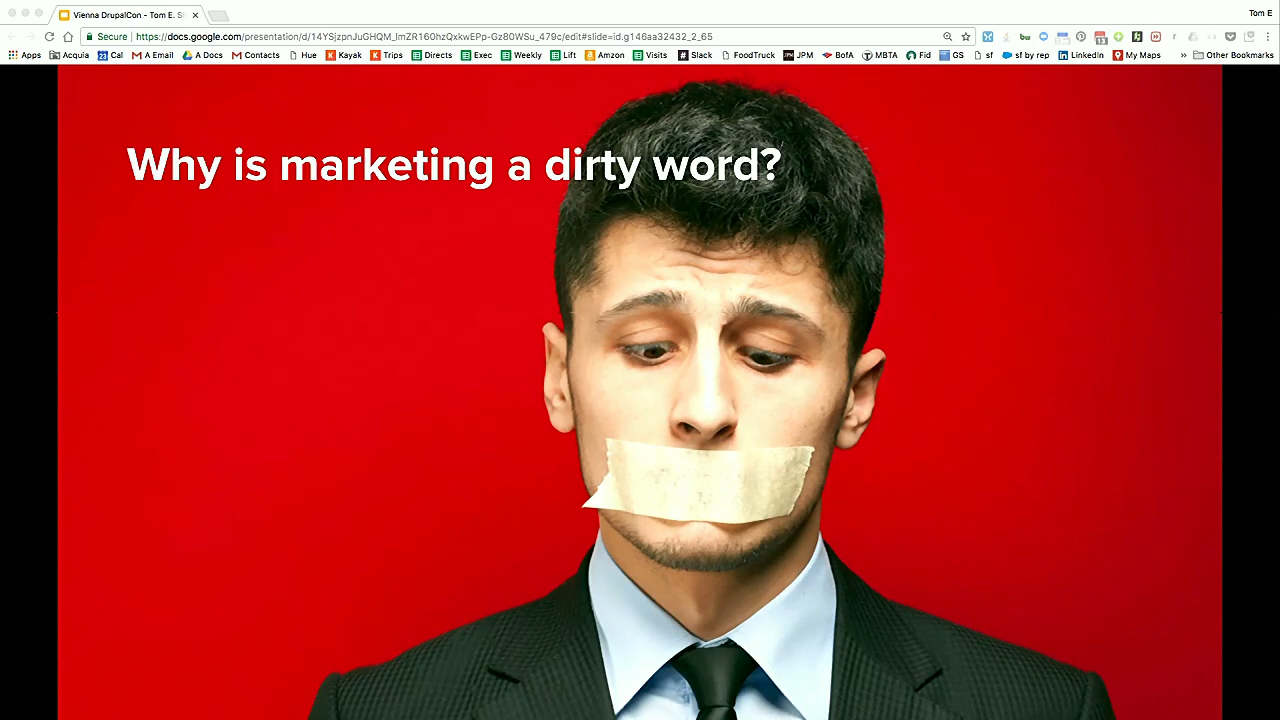 Vienna DrupalCon - Tom E. S
Tom E
Secure
https://docs.google.com/presentation/d/14YSjzpnJuGHQM_lmZR160hzQxkwEPp-Gz80WSu_479c/edit#slide=id.g146aa32432_2_65
Apps Acquia Cal A Email A Docs Contacts Hue Kayak Trips Directs Exec Weekly Lift Amzon Visits Slack FoodTruck JPM BofA MBTA Fid GS sf sf by rep LinkedIn My Maps » Other Bookmarks
Why is marketing a dirty word?